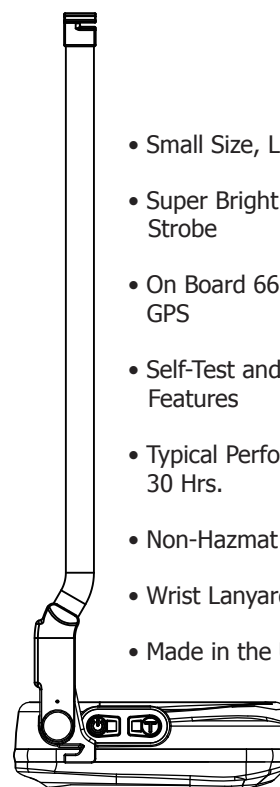 • Small Size, L
• Super Bright
Strobe
• On Board 66
GPS
• Self-Test and
Features
• Typical Perfo
30 Hrs.
• Non-Hazmat
• Wrist Lanyar
• Made in the
T